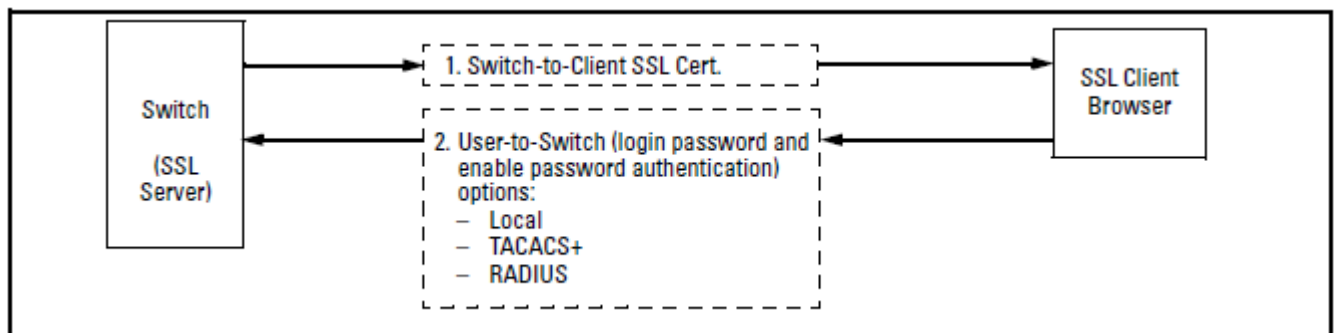 Switch
(SSL
Server)
1. Switch-to-Client SSL Cert.
2. User-to-Switch (login password and
enable password authentication)
options:
– Local
– TACACS+
– RADIUS
SSL Client
Browser